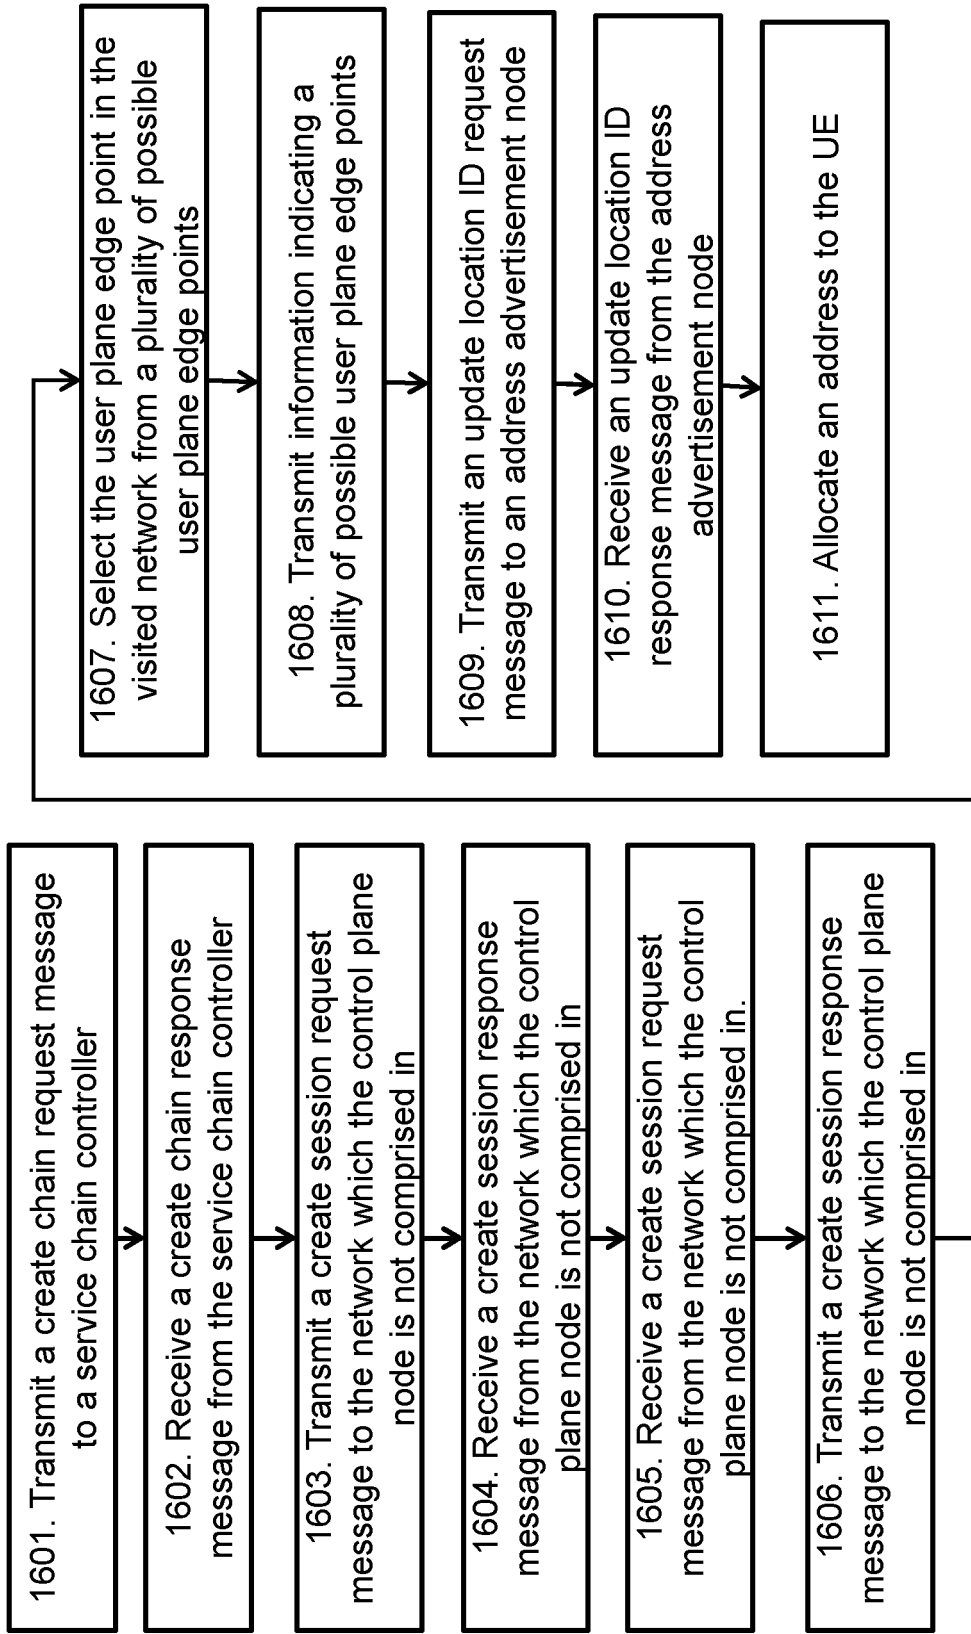 1601. Transmit a create chain request message
to a service chain controller
1602. Receive a create chain response
message from the service chain controller
1603. Transmit a create session request
message to the network which the control plane
node is not comprised in
1604. Receive a create session response
message from the network which the control
plane node is not comprised in
1605. Receive a create session request
message from the network which the control
plane node is not comprised in.
1606. Transmit a create session response
message to the network which the control plane
node is not comprised in
1607. Select the user plane edge point in the
visited network from a plurality of possible
user plane edge points
1608. Transmit information indicating a
plurality of possible user plane edge points
1609. Transmit an update location ID request
message to an address advertisement node
1610. Receive an update location ID
response message from the address
advertisement node
1611. Allocate an address to the UE